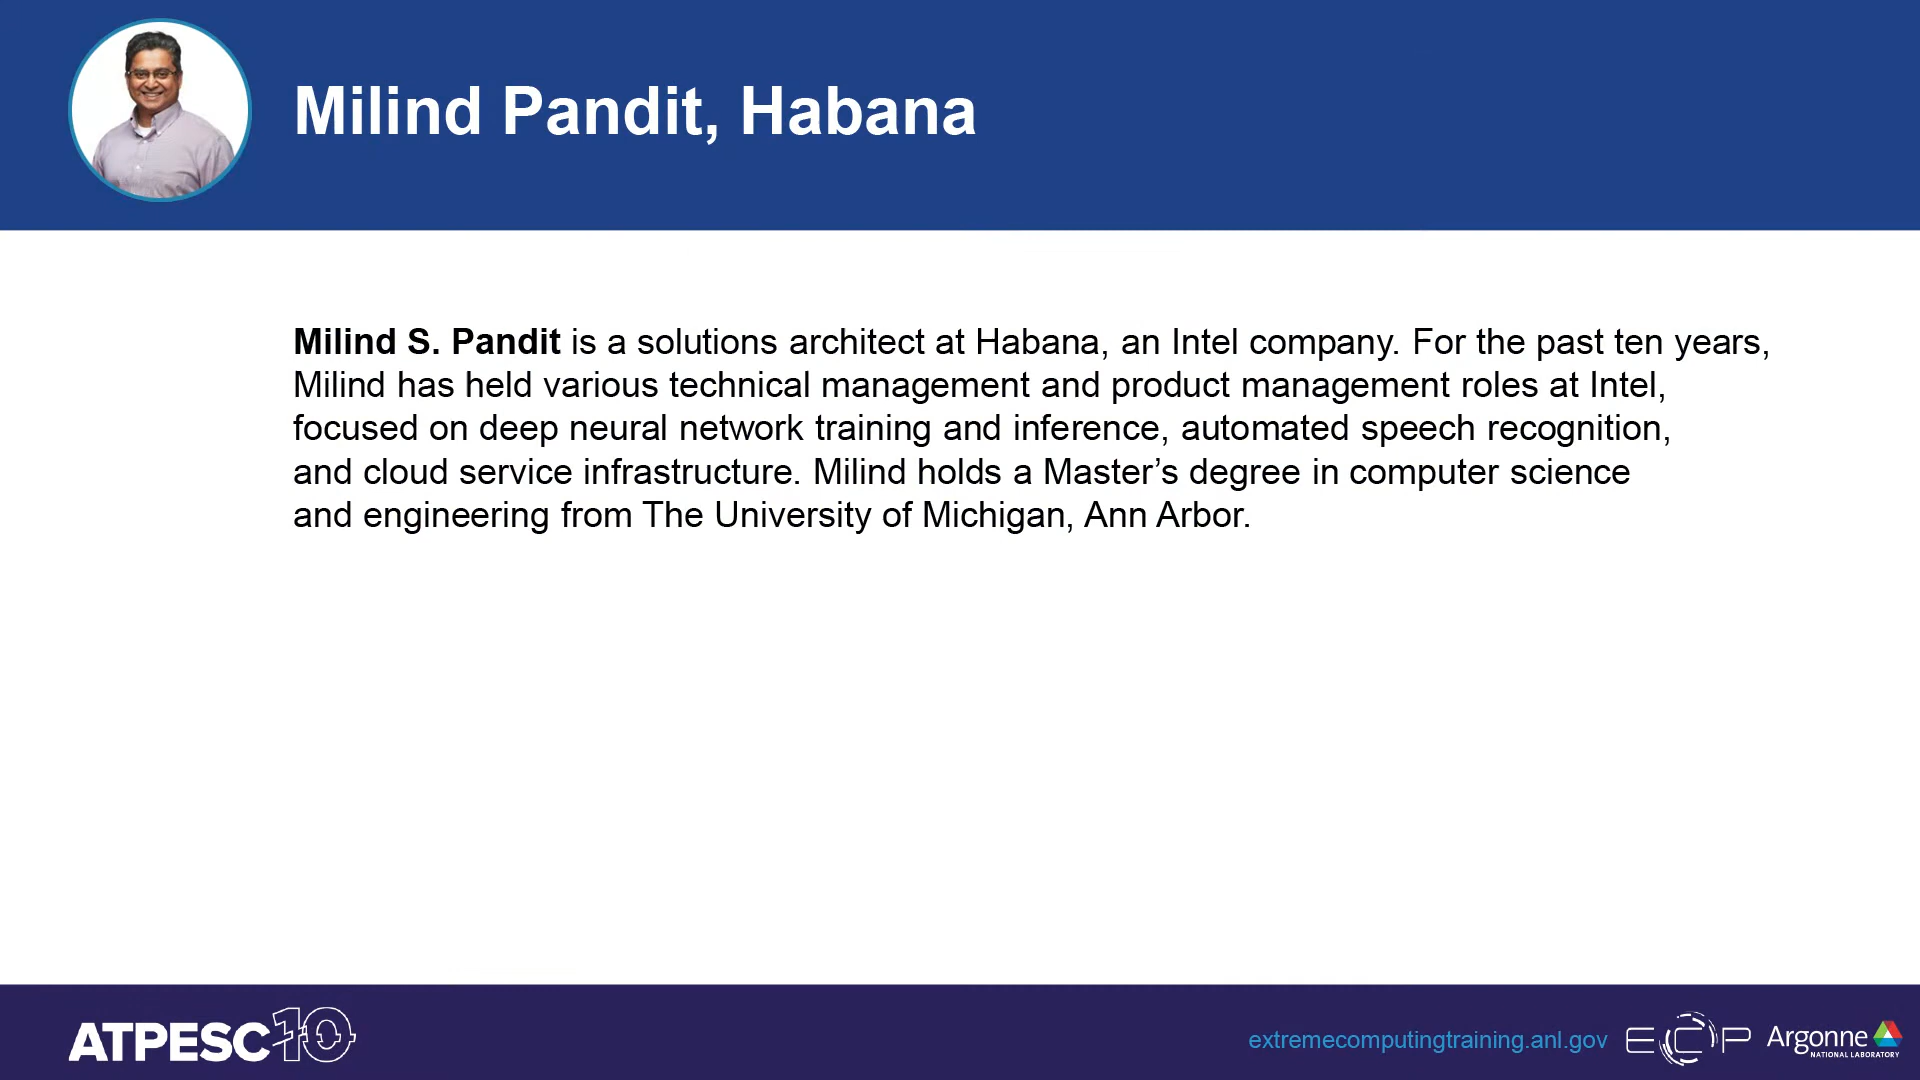 Milind Pandit, Habana
Milind S. Pandit is a solutions architect at Habana, an Intel company. For the past ten years,
Milind has held various technical management and product management roles at Intel,
focused on deep neural network training and inference, automated speech recognition,
and cloud service infrastructure. Milind holds a Master’s degree in computer science
and engineering from The University of Michigan, Ann Arbor.
ATPESC10
extremecomputingtraining.anl.gov
ECP
Argonne
NATIONAL LABORATORY